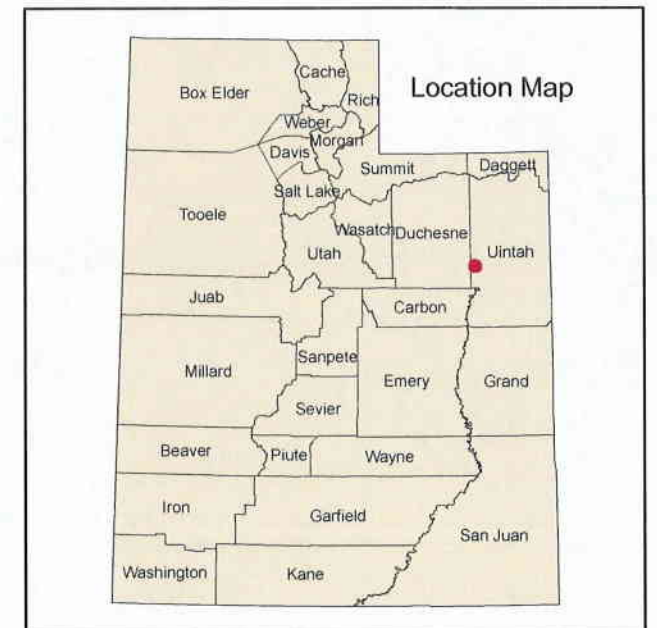 Location Map
Cache
Box Elder
Rich
Weber
Morgan
Davis
Summit
Daggett
Salt Lake
Tooele
Wasatch
Duchesne
Utah
Uintah
Juab
Carbon
Sanpete
Millard
Emery
Grand
Sevier
Beaver
Piute
Wayne
Iron
Garfield
San Juan
Washington
Kane